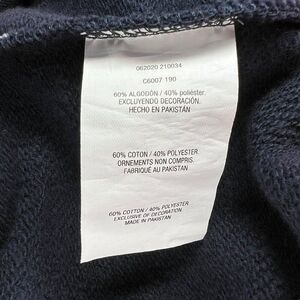 062020 210034
C6007 190
60% ALGODÓN / 40% poliéster
EXCLUYENDO DECORACIÓN.
HECHO EN PAKISTÁN
60% COTON / 40% POLYESTER
ORNEMENTS NON COMPRIS.
FABRIQUÉ AU PAKISTAN
60% COTTON / 40% POLYESTER
EXCLUSIVE OF DECORATION
MADE IN PAKISTAN